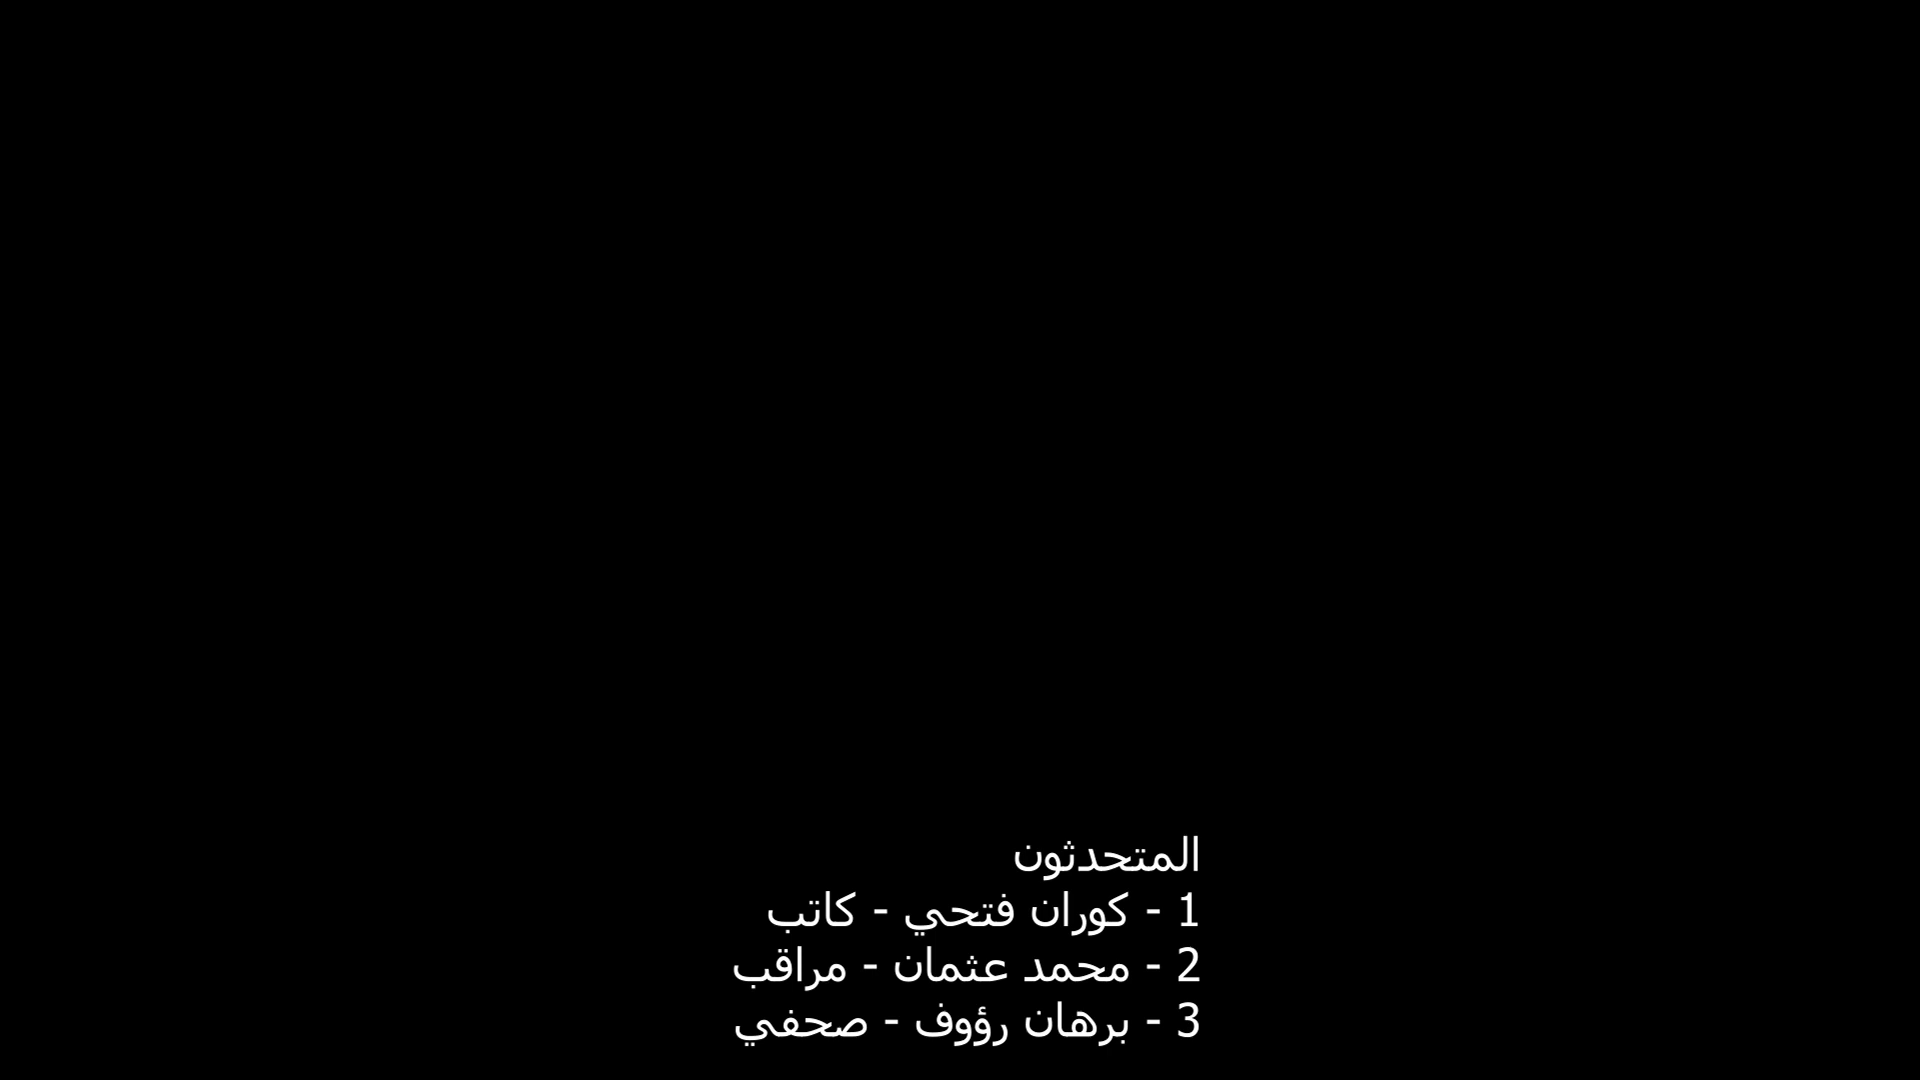 المتحدثون
1 - كوران فتحي - كاتب
2 - محمد عثمان - مراقب
3 - برهان رؤوف - صحفي